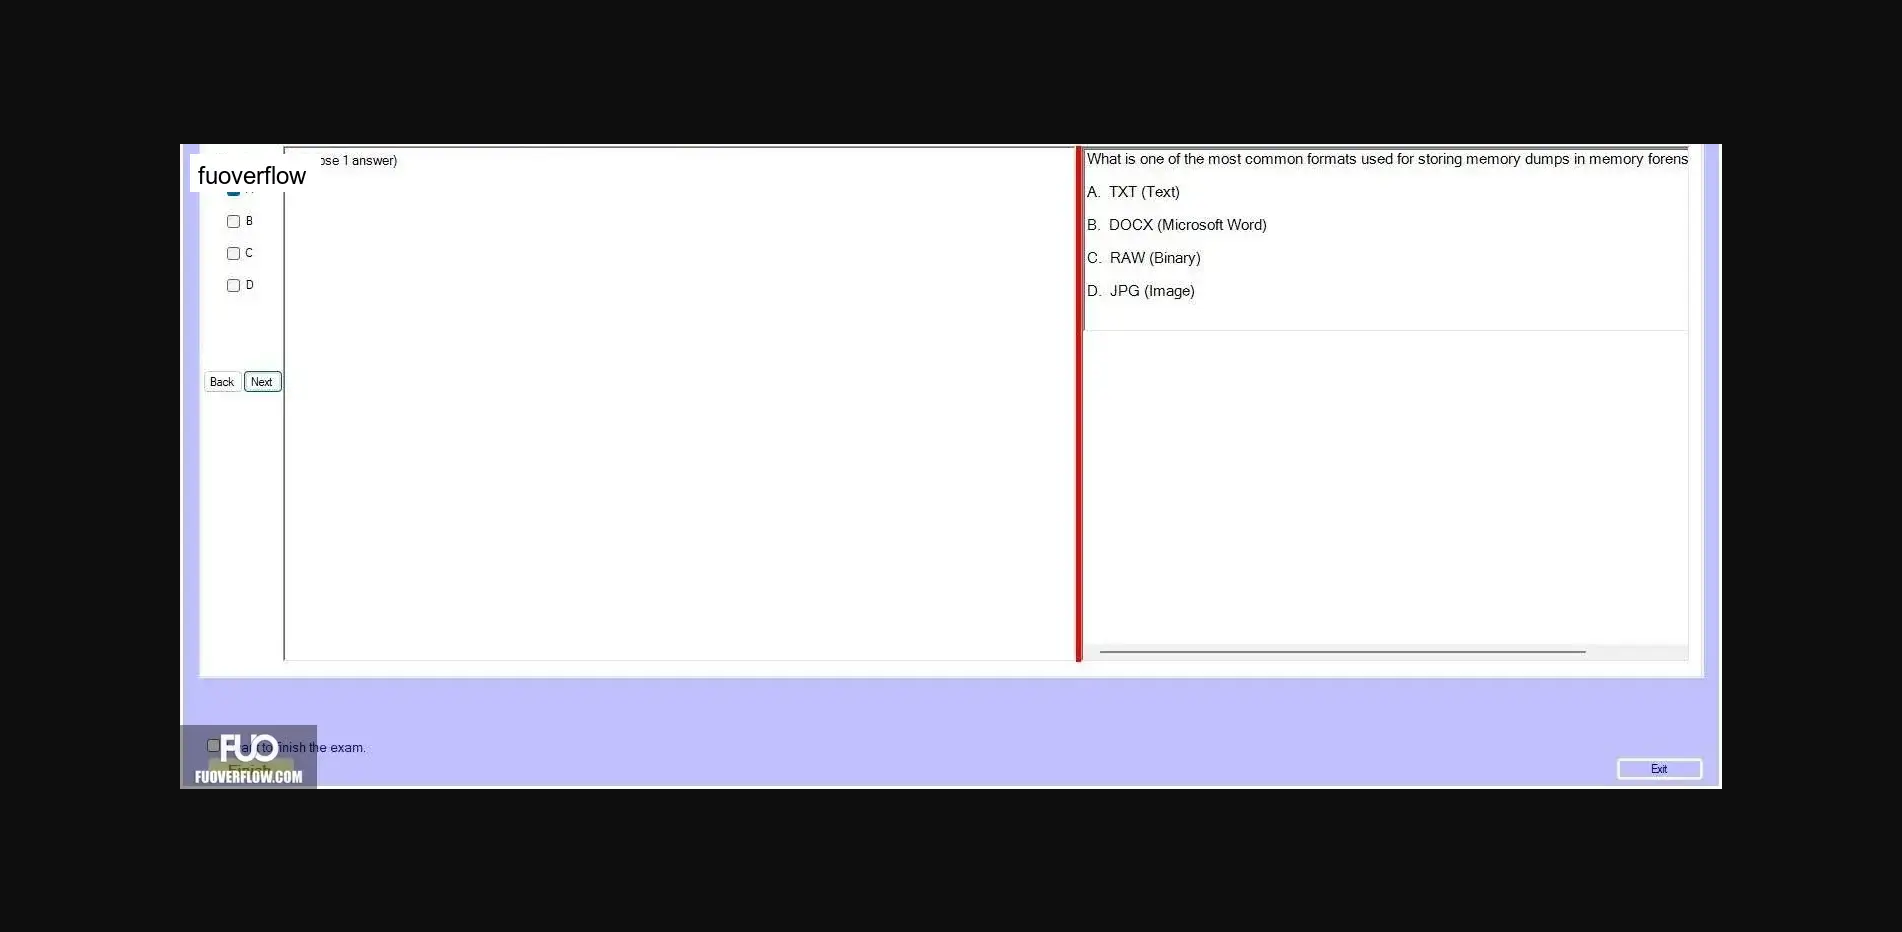 fuoverflow
ose 1 answer)
B
C
D
Back Next
What is one of the most common formats used for storing memory dumps in memory forens
A. TXT (Text)
B. DOCX (Microsoft Word)
C. RAW (Binary)
D. JPG (Image)
to finish the exam.
Finish
FUO
FUOVERFLOW.COM
Exit